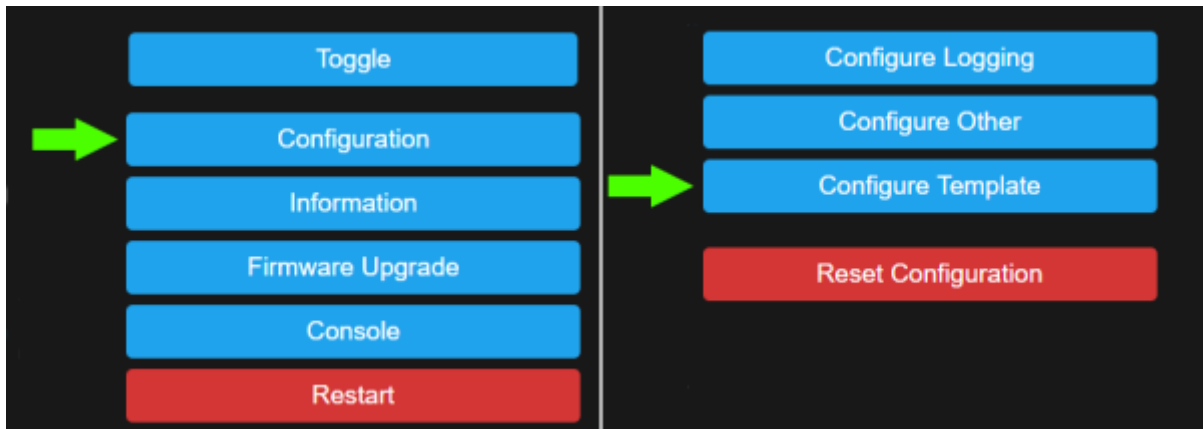 Toggle
Configuration
Information
Firmware Upgrade
Console
Restart
Configure Logging
Configure Other
Configure Template
Reset Configuration